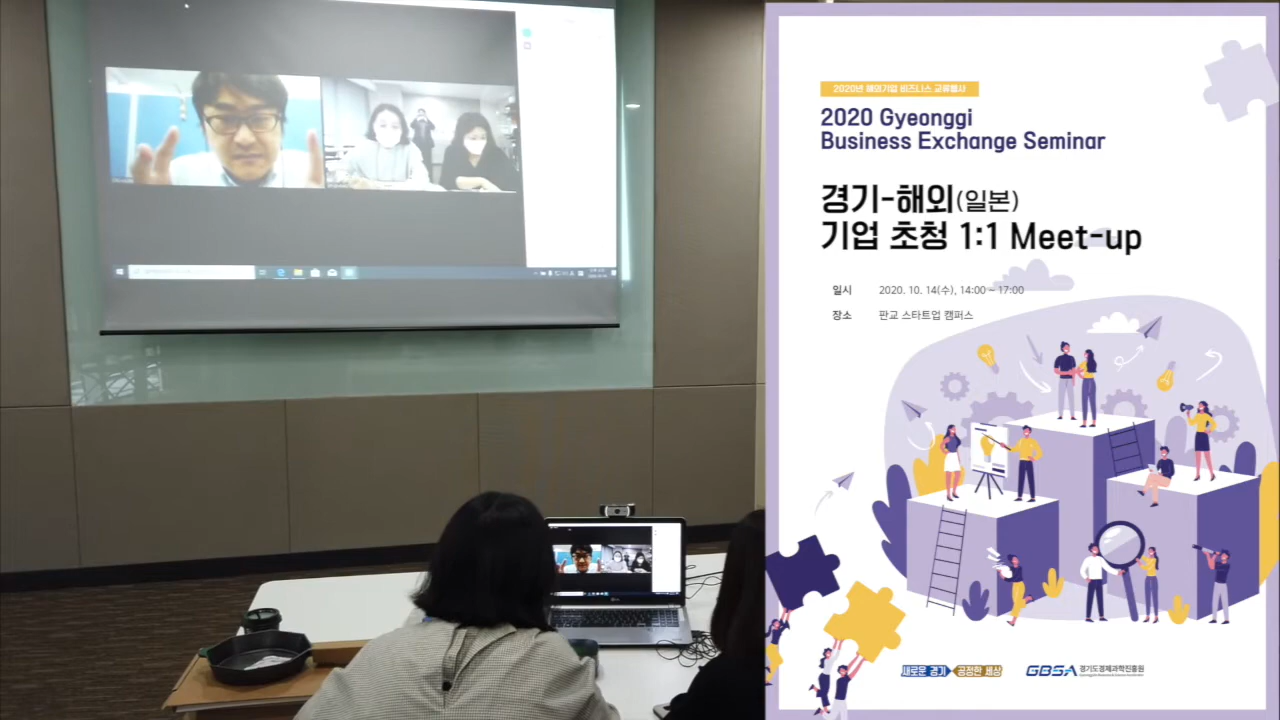 2020년 해외기업 비즈니스 교류행사
2020 Gyeonggi
Business Exchange Seminar
경기-해외(일본)
기업 초청 1:1 Meet-up
일시 2020. 10. 14(수), 14:00 ~ 17:00
장소 판교 스타트업 캠퍼스
새로운 경기 공정한 세상
GBSA 경기도경제과학진흥원